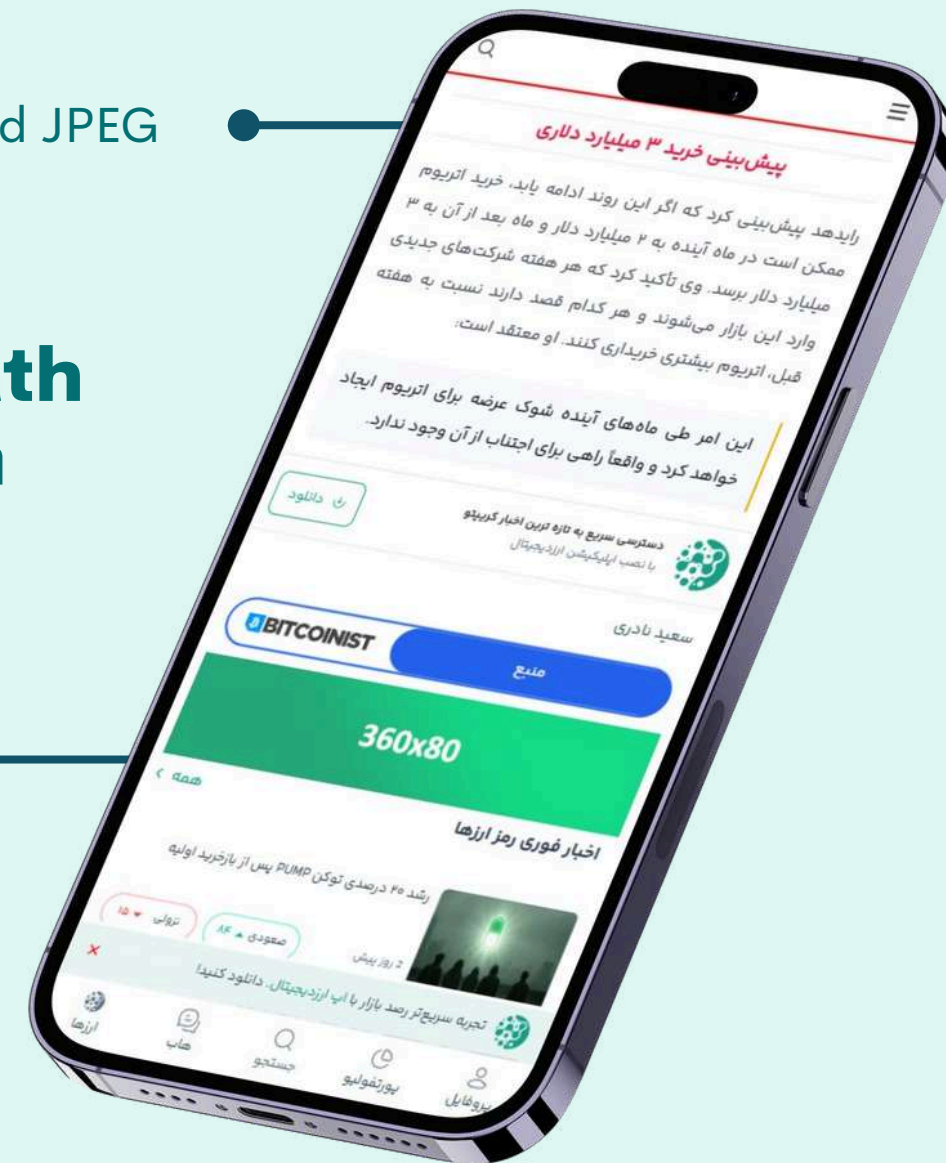 d JPEG
پیش‌بینی خرید ۳ میلیارد دلاری
رایدهد پیش‌بینی کرد که اگر این روند ادامه یابد، خرید اتریوم
ممکن است در ماه آینده به ۲ میلیارد دلار و ماه بعد از آن به ۳
میلیارد دلار برسد. وی تأکید کرد که هر هفته شرکت‌های جدیدی
وارد این بازار می‌شوند و هر کدام قصد دارند نسبت به هفته
قبل، اتریوم بیشتری خریداری کنند. او معتقد است:
این امر طی ماه‌های آینده شوک عرضه برای اتریوم ایجاد
خواهد کرد و واقعاً راهی برای اجتناب از آن وجود ندارد.
دسترسی سریع به تازه ترین اخبار کریپتو
با نصب اپلیکیشن ارزدیجیتال
دانلود
سعید نادری
منبع
BITCOINIST
360x80
اخبار فوری رمز ارزها
همه
رشد ۲۰ درصدی توکن PUMP پس از بازخرید اولیه
2 روز پیش
صعودی ۸۴
نزولی ۱۵
تجربه سریع‌تر رصد بازار با اپ ارزدیجیتال، دانلود کنید!
پروفایل
پورتفولیو
جستجو
هاب
ارزها